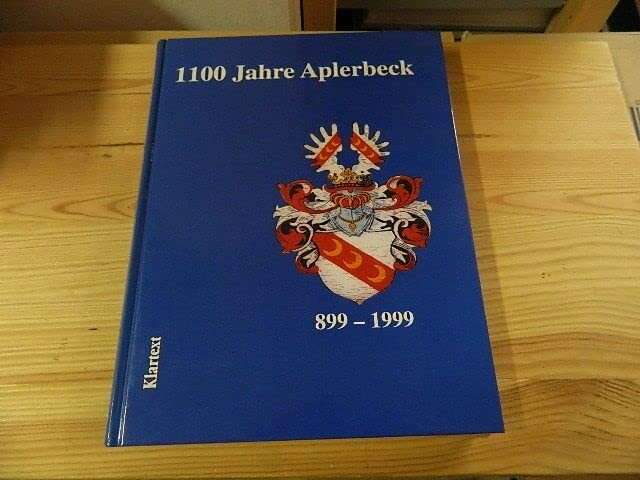 1100 Jahre Aplerbeck
899 – 1999
Klartext